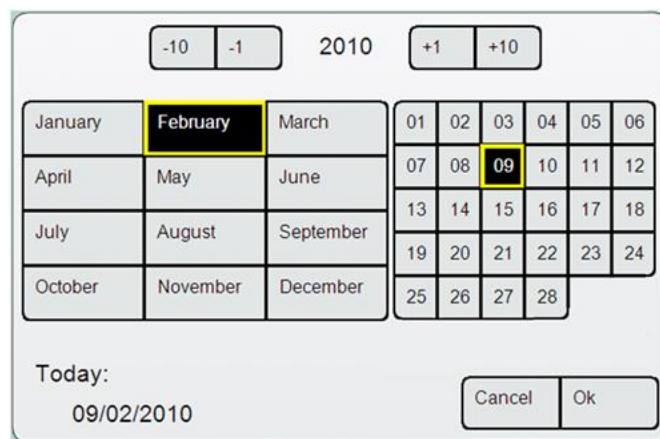 -10 -1 2010 +1 +10
January February March
April May June
July August September
October November December
01 02 03 04 05 06
07 08 09 10 11 12
13 14 15 16 17 18
19 20 21 22 23 24
25 26 27 28
Today:
09/02/2010
Cancel Ok